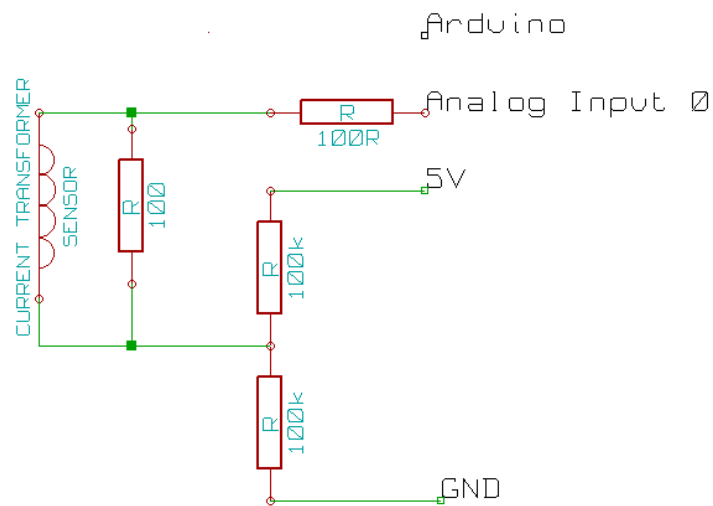 Arduino
CURRENT TRANSFORMER
SENSOR
R
100
R
100R
Analog Input 0
5V
R
100k
R
100k
GND